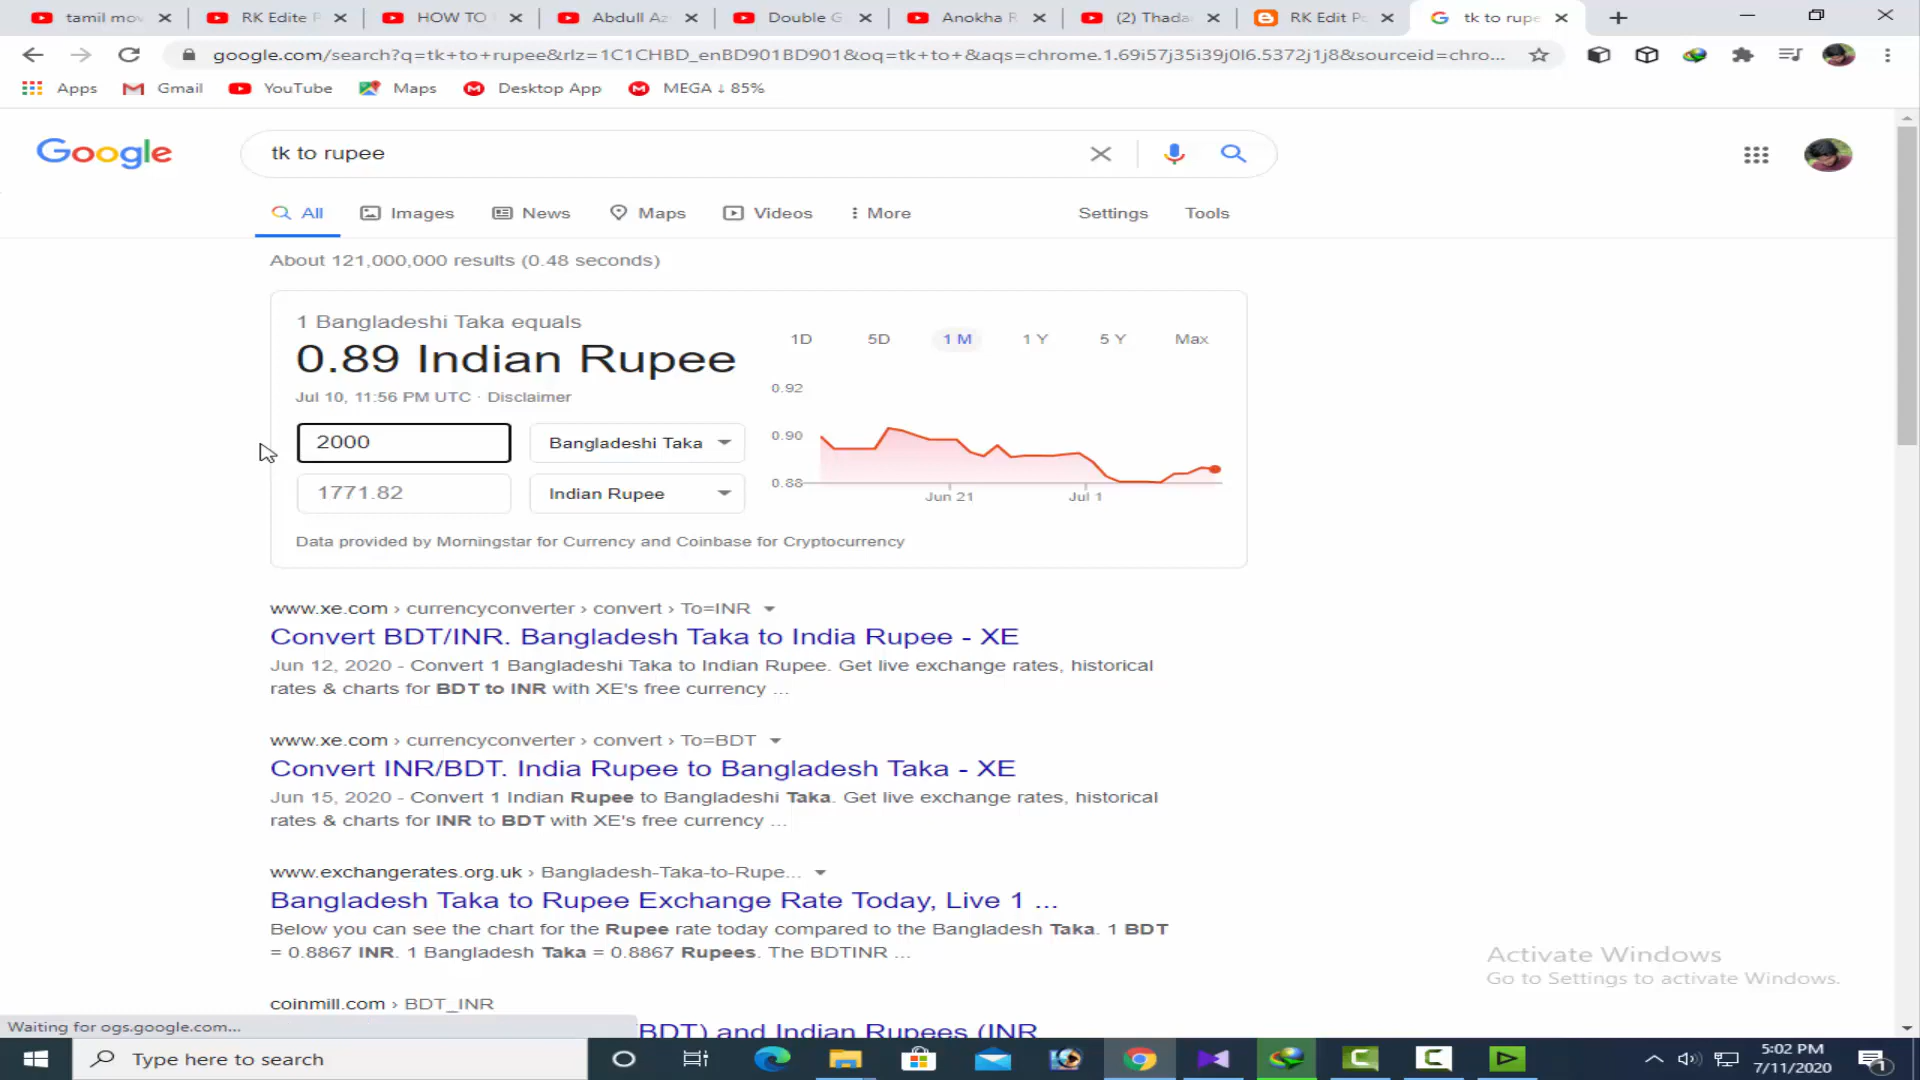 tamil mo
RK Edite P
HOW TO
Abdull Az
Double G
Anokha R
(2) Thada
RK Edit Po
tk to rupe
google.com/search?q=tk+to+rupee&rlz=1C1CHBD_enBD901BD901&oq=tk+to+&aqs=chrome.1.69i57j35i39j0l6.5372j1j8&sourceid=chro...
Apps
Gmail
YouTube
Maps
Desktop App
MEGA ↓ 85%
Google
tk to rupee
All
Images
News
Maps
Videos
More
Settings
Tools
About 121,000,000 results (0.48 seconds)
1 Bangladeshi Taka equals
0.89 Indian Rupee
Jul 10, 11:56 PM UTC · Disclaimer
2000
Bangladeshi Taka
1771.82
Indian Rupee
1D
5D
1 M
1 Y
5 Y
Max
0.92
0.90
0.88
Jun 21
Jul 1
Data provided by Morningstar for Currency and Coinbase for Cryptocurrency
www.xe.com › currencyconverter › convert › To=INR
Convert BDT/INR. Bangladesh Taka to India Rupee - XE
Jun 12, 2020 - Convert 1 Bangladeshi Taka to Indian Rupee. Get live exchange rates, historical
rates & charts for BDT to INR with XE's free currency ...
www.xe.com › currencyconverter › convert › To=BDT
Convert INR/BDT. India Rupee to Bangladesh Taka - XE
Jun 15, 2020 - Convert 1 Indian Rupee to Bangladeshi Taka. Get live exchange rates, historical
rates & charts for INR to BDT with XE's free currency ...
www.exchangerates.org.uk › Bangladesh-Taka-to-Rupe...
Bangladesh Taka to Rupee Exchange Rate Today, Live 1 ...
Below you can see the chart for the Rupee rate today compared to the Bangladesh Taka. 1 BDT
= 0.8867 INR. 1 Bangladesh Taka = 0.8867 Rupees. The BDTINR ...
coinmill.com › BDT_INR
BDT) and Indian Rupees (INR
Activate Windows
Go to Settings to activate Windows.
Waiting for ogs.google.com...
Type here to search
5:02 PM
7/11/2020
1